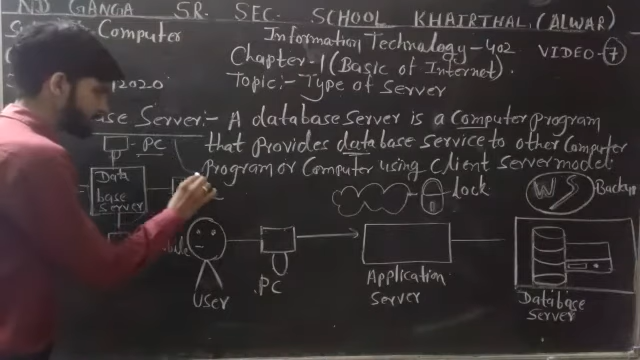 ND GANGA SR. SEC. SCHOOL KHAIRTHAL (ALWAR)
Computer Information Technology-402 VIDEO-7
Chapter-1 (Basic of Internet).
2020 Topic:- Type of Server
base Server:- A database Server is a Computer program
that provides database service to other Computer
program or Computer using Client Server model
PC
Data base Server
Lock
W S Backup
User
PC
Application Server
Database Server